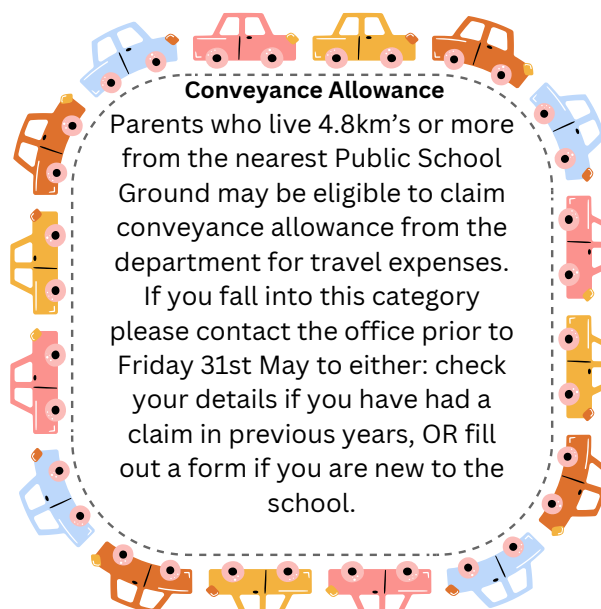 Conveyance Allowance
Parents who live 4.8km's or more
from the nearest Public School
Ground may be eligible to claim
conveyance allowance from the
department for travel expenses.
If you fall into this category
please contact the office prior to
Friday 31st May to either: check
your details if you have had a
claim in previous years, OR fill
out a form if you are new to the
school.